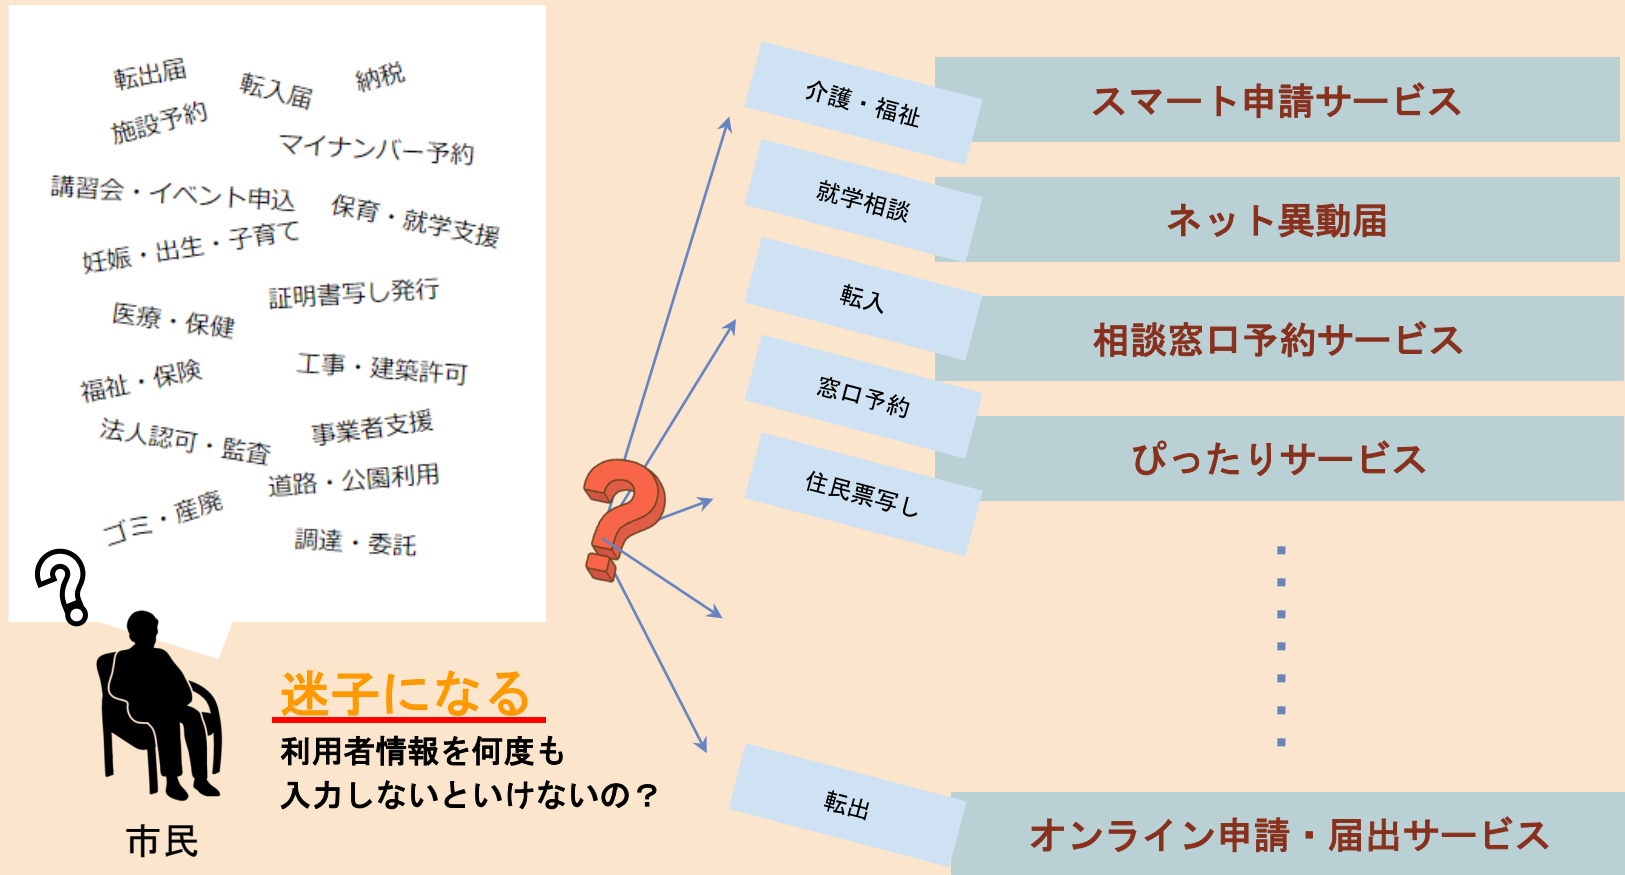 転出届
転入届
納税
施設予約
マイナンバー予約
講習会・イベント申込
保育・就学支援
妊娠・出生・子育て
証明書写し発行
医療・保健
工事・建築許可
福祉・保険
法人認可・監査
事業者支援
道路・公園利用
ゴミ・産廃
調達・委託
市民
迷子になる
利用者情報を何度も
入力しないといけないの？
介護・福祉
スマート申請サービス
就学相談
ネット異動届
転入
相談窓口予約サービス
窓口予約
ぴったりサービス
住民票写し
転出
オンライン申請・届出サービス